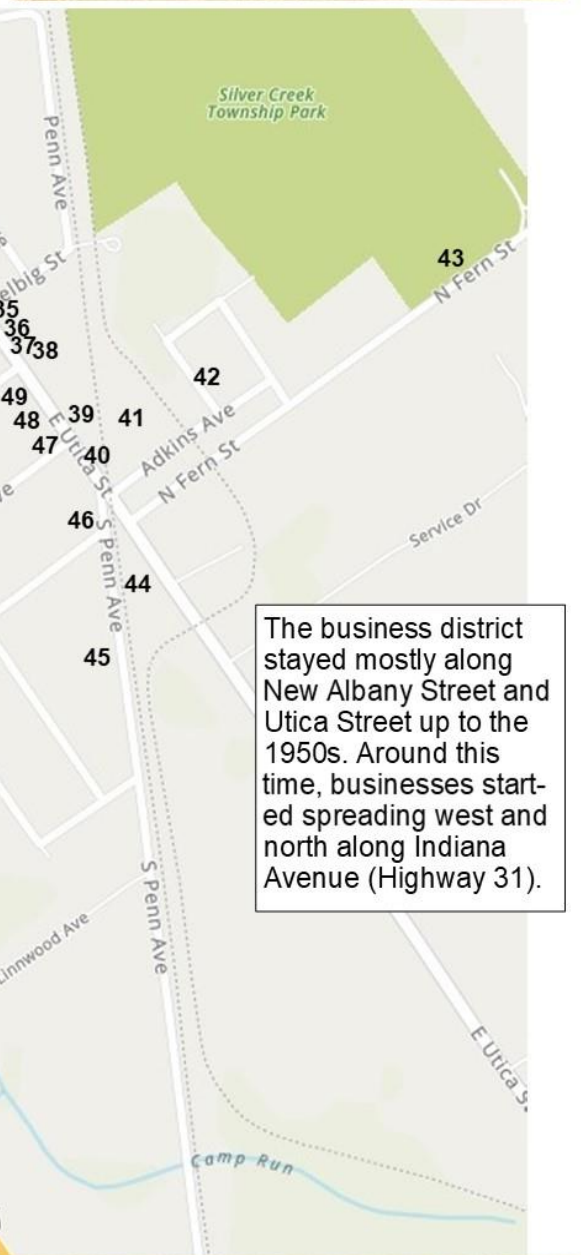 Silver Creek
Township Park
Penn Ave
43
N Fern St
elbig St
35
36
37
38
42
49
48
39
41
E Utica St
47
40
Adkins Ave
N Fern St
46
S Penn Ave
Service Dr
44
45
The business district
stayed mostly along
New Albany Street and
Utica Street up to the
1950s. Around this
time, businesses start-
ed spreading west and
north along Indiana
Avenue (Highway 31).
S Penn Ave
Linnwood Ave
E Utica S
Camp Run